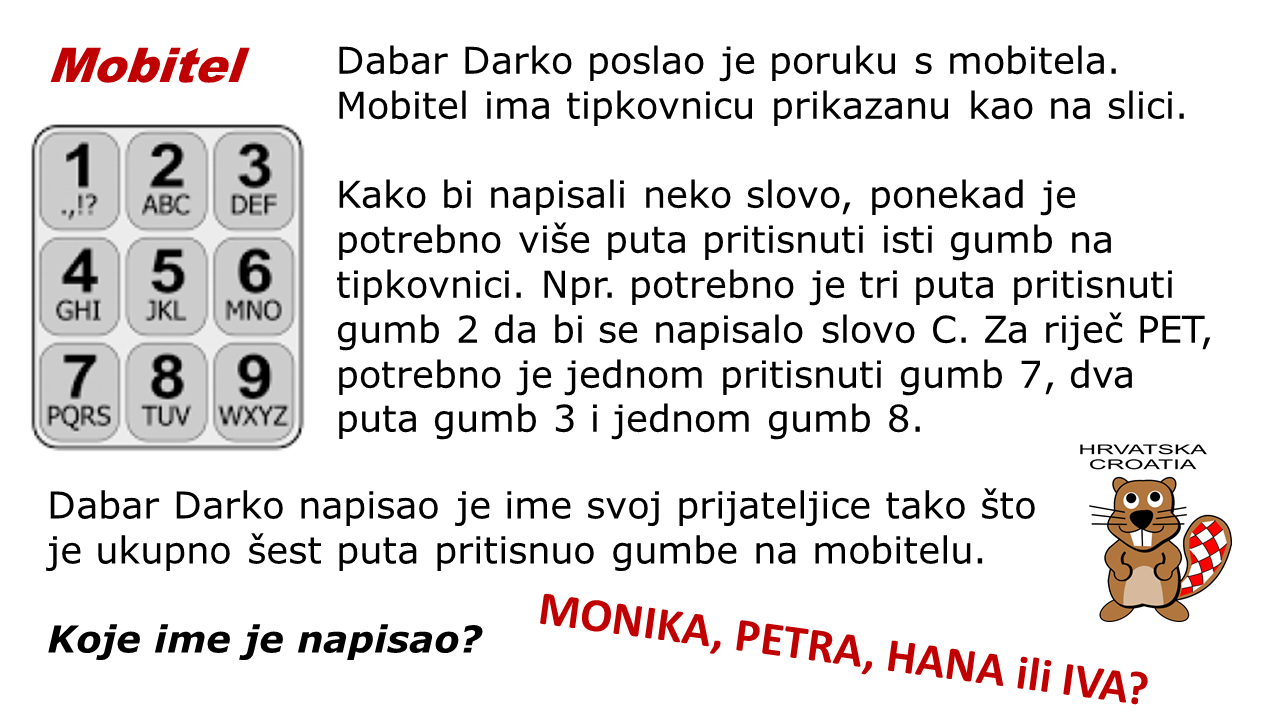 Mobitel
Dabar Darko poslao je poruku s mobitela.
Mobitel ima tipkovnicu prikazanu kao na slici.
1
.,!?
2
ABC
3
DEF
4
GHI
5
JKL
6
MNO
7
PQRS
8
TUV
9
WXYZ
Kako bi napisali neko slovo, ponekad je
potrebno više puta pritisnuti isti gumb na
tipkovnici. Npr. potrebno je tri puta pritisnuti
gumb 2 da bi se napisalo slovo C. Za riječ PET,
potrebno je jednom pritisnuti gumb 7, dva
puta gumb 3 i jednom gumb 8.
HRVATSKA
CROATIA
Dabar Darko napisao je ime svoj prijateljice tako što
je ukupno šest puta pritisnuo gumbe na mobitelu.
Koje ime je napisao?
MONIKA, PETRA, HANA ili IVA?